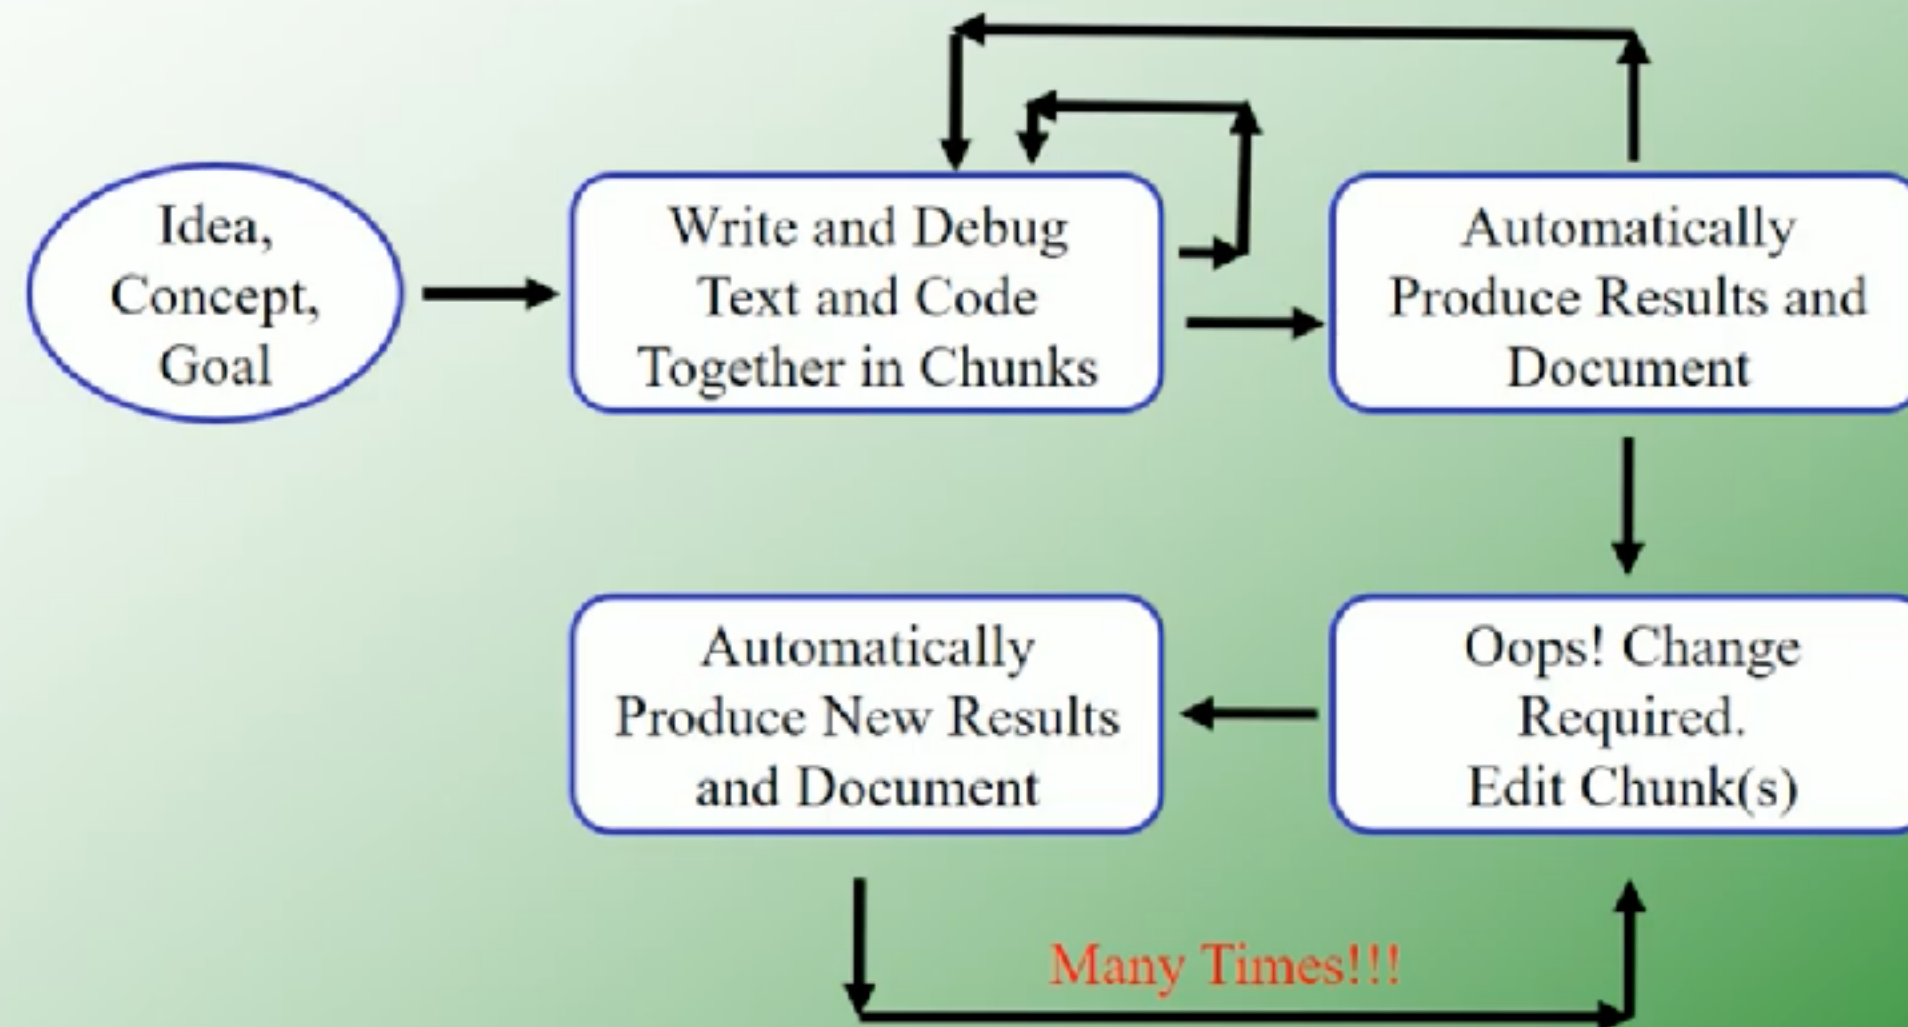 Idea,
Concept,
Goal
Write and Debug
Text and Code
Together in Chunks
Automatically
Produce Results and
Document
Oops! Change
Required.
Edit Chunk(s)
Automatically
Produce New Results
and Document
Many Times!!!